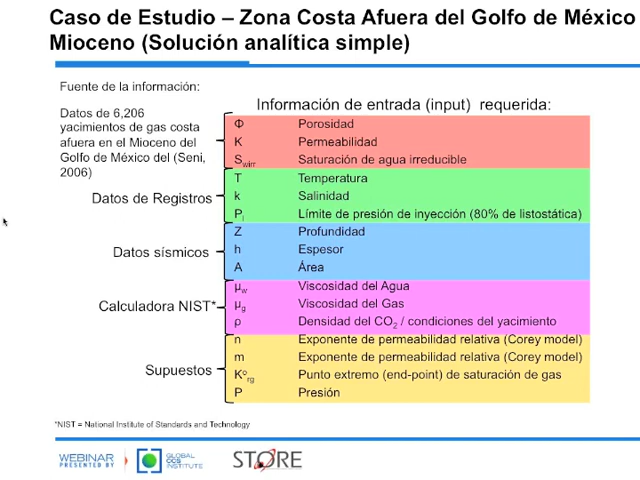 Caso de Estudio – Zona Costa Afuera del Golfo de México
Mioceno (Solución analítica simple)
Fuente de la información:
Información de entrada (input) requerida:
Datos de 6,206
yacimientos de gas costa
afuera en el Mioceno del
Golfo de México del (Seni,
2006)
Φ Porosidad
K Permeabilidad
Swirr Saturación de agua irreducible
Datos de Registros
T Temperatura
k Salinidad
Pi Límite de presión de inyección (80% de listostática)
Datos sísmicos
Z Profundidad
h Espesor
A Área
Calculadora NIST*
μw Viscosidad del Agua
μg Viscosidad del Gas
ρ Densidad del CO2 / condiciones del yacimiento
Supuestos
n Exponente de permeabilidad relativa (Corey model)
m Exponente de permeabilidad relativa (Corey model)
K°rg Punto extremo (end-point) de saturación de gas
P Presión
*NIST = National Institute of Standards and Technology
WEBINAR
PRESENTED BY
GLOBAL
CCS
INSTITUTE
STORE